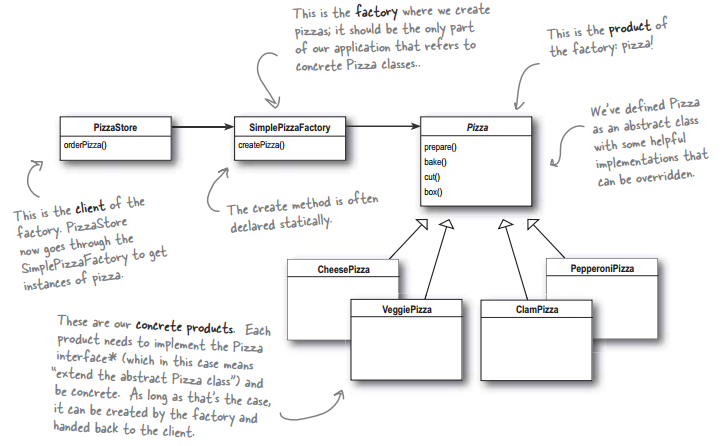 This is the factory where we create
pizzas; it should be the only part
of our application that refers to
concrete Pizza classes..
This is the product of
the factory: pizza!
PizzaStore
orderPizza()
SimplePizzaFactory
createPizza()
Pizza
prepare()
bake()
cut()
box()
We've defined Pizza
as an abstract class
with some helpful
implementations that
can be overridden.
This is the client of the
factory. PizzaStore
now goes through the
SimplePizzaFactory to get
instances of pizza.
The create method is often
declared statically.
CheesePizza
VeggiePizza
ClamPizza
PepperoniPizza
These are our concrete products. Each
product needs to implement the Pizza
interface* (which in this case means
“extend the abstract Pizza class”) and
be concrete. As long as that's the case,
it can be created by the factory and
handed back to the client.